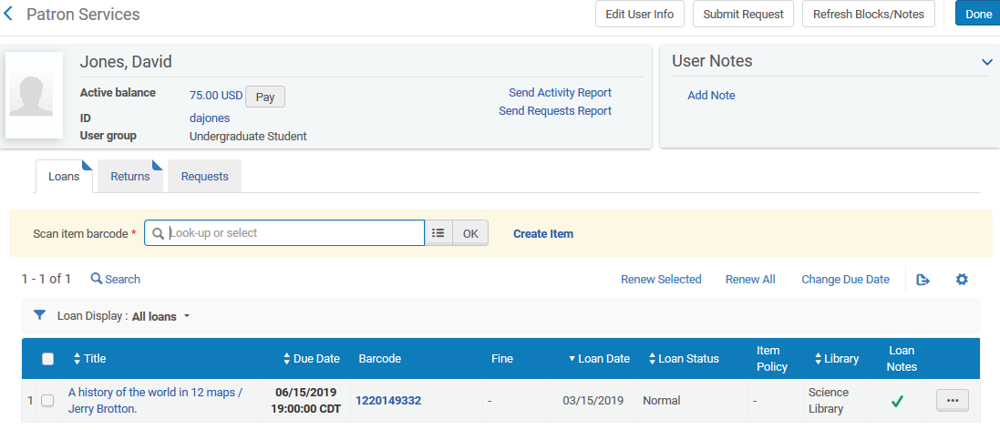 Patron Services
Edit User Info
Submit Request
Refresh Blocks/Notes
Done
Jones, David
Active balance 75.00 USD Pay
ID dajones
User group Undergraduate Student
Send Activity Report
Send Requests Report
User Notes
Add Note
Loans
Returns
Requests
Scan item barcode * Look-up or select OK Create Item
1 - 1 of 1 Search Renew Selected Renew All Change Due Date
Loan Display : All loans
Title Due Date Barcode Fine Loan Date Loan Status Item Policy Library Loan Notes
1 A history of the world in 12 maps / 06/15/2019 1220149332 - 03/15/2019 Normal - Science
Jerry Brotton. 19:00:00 CDT Library